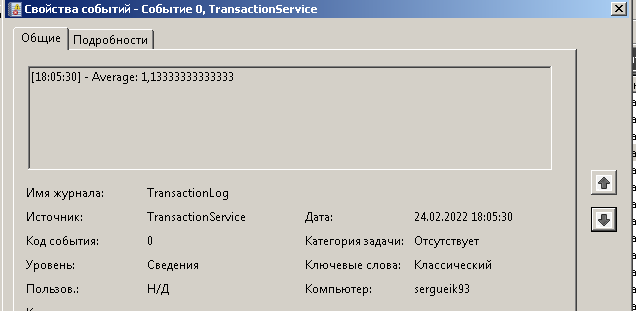 Свойства событий - Событие 0, TransactionService
Общие Подробности
[18:05:30] - Average: 1,13333333333333
Имя журнала: TransactionLog
Источник: TransactionService Дата: 24.02.2022 18:05:30
Код события: 0 Категория задачи: Отсутствует
Уровень: Сведения Ключевые слова: Классический
Пользов.: Н/Д Компьютер: sergueik93